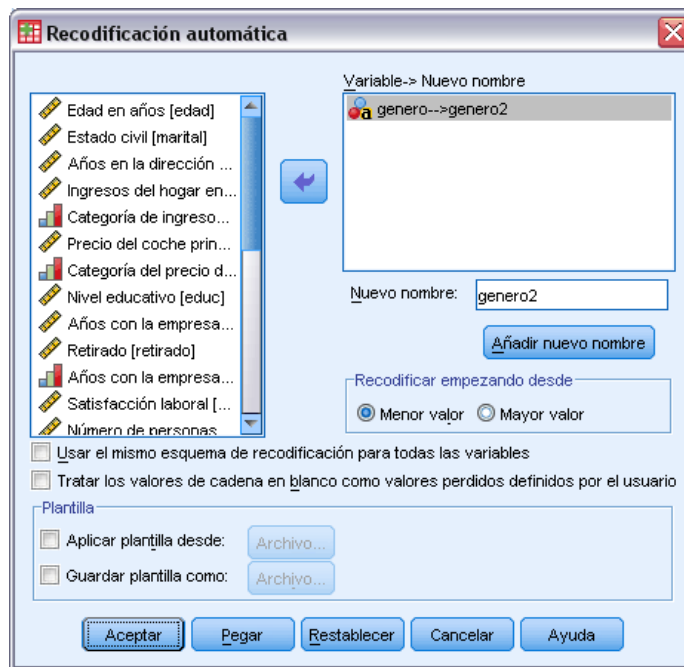 Recodificación automática
Edad en años [edad]
Estado civil [marital]
Años en la dirección ...
Ingresos del hogar en...
Categoría de ingreso...
Precio del coche prin...
Categoría del precio d...
Nivel educativo [educ]
Años con la empresa...
Retirado [retirado]
Años con la empresa...
Satisfacción laboral [...
Número de personas
Variable-> Nuevo nombre
genero-->genero2
Nuevo nombre: genero2
Añadir nuevo nombre
Recodificar empezando desde
Menor valor Mayor valor
Usar el mismo esquema de recodificación para todas las variables
Tratar los valores de cadena en blanco como valores perdidos definidos por el usuario
Plantilla
Aplicar plantilla desde: Archivo...
Guardar plantilla como: Archivo...
Aceptar Pegar Restablecer Cancelar Ayuda